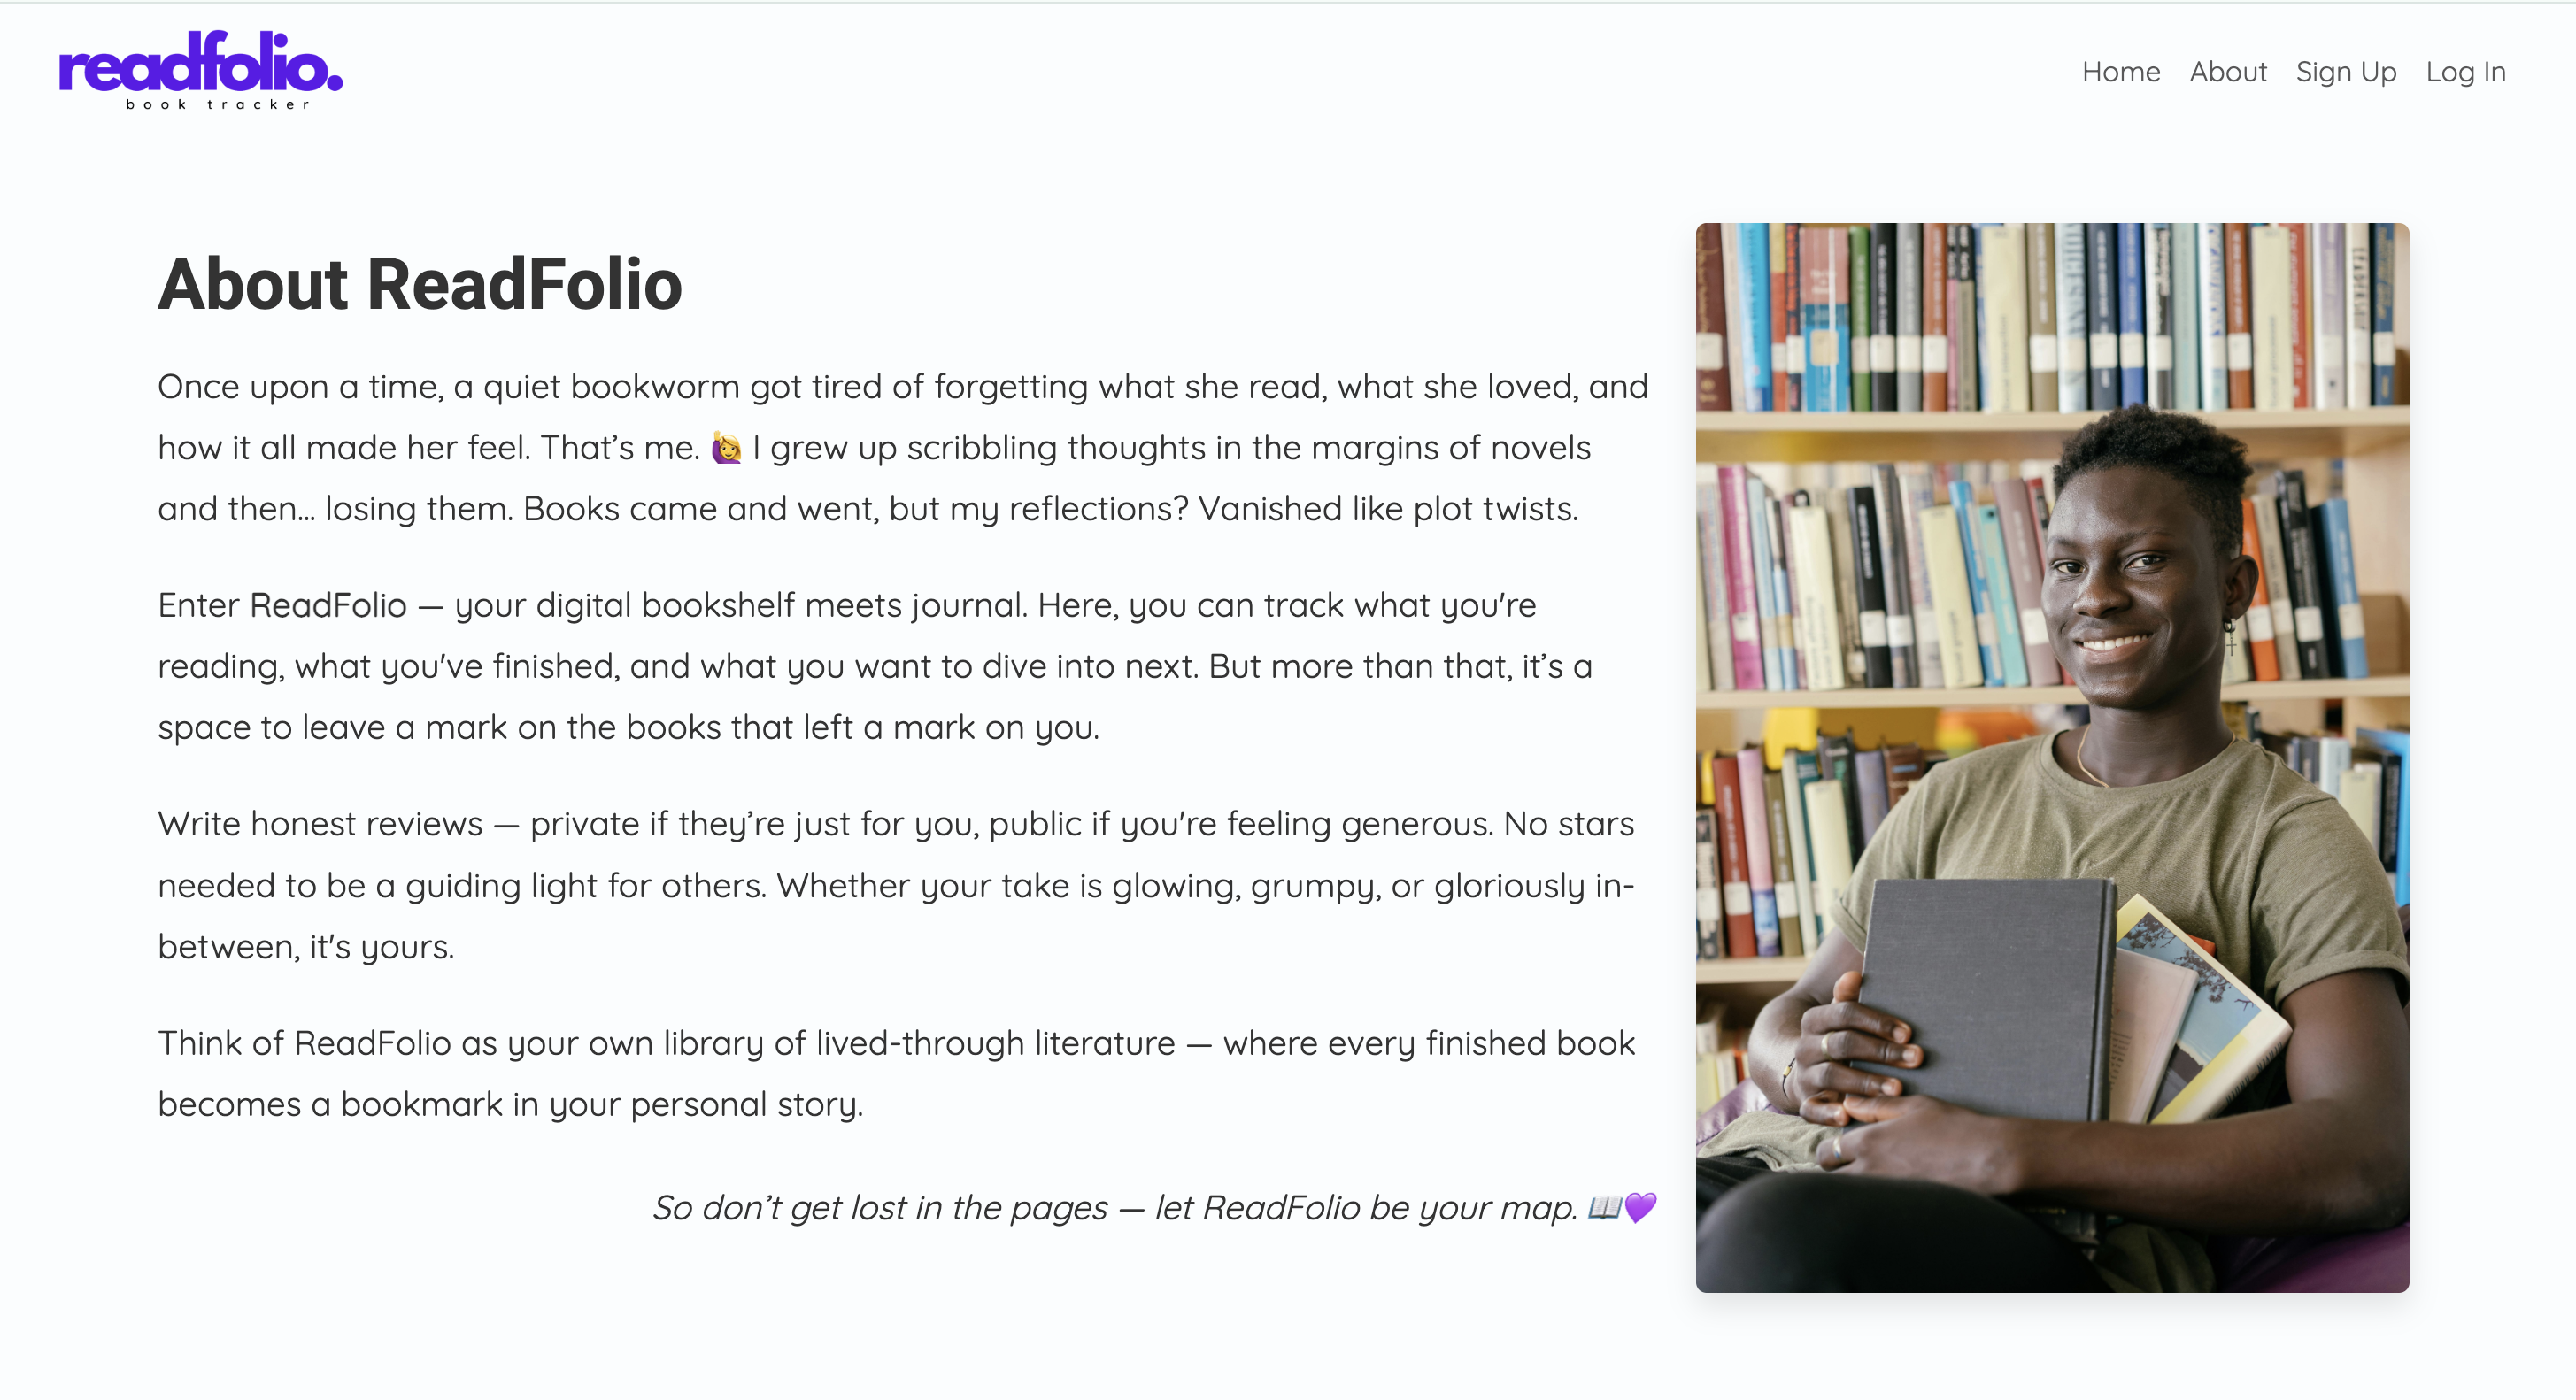 readfolio.
book tracker
Home About Sign Up Log In
About ReadFolio
Once upon a time, a quiet bookworm got tired of forgetting what she read, what she loved, and
how it all made her feel. That’s me. 🙋‍♀️ I grew up scribbling thoughts in the margins of novels
and then... losing them. Books came and went, but my reflections? Vanished like plot twists.
Enter ReadFolio — your digital bookshelf meets journal. Here, you can track what you're
reading, what you've finished, and what you want to dive into next. But more than that, it’s a
space to leave a mark on the books that left a mark on you.
Write honest reviews — private if they’re just for you, public if you're feeling generous. No stars
needed to be a guiding light for others. Whether your take is glowing, grumpy, or gloriously in-
between, it's yours.
Think of ReadFolio as your own library of lived-through literature — where every finished book
becomes a bookmark in your personal story.
So don’t get lost in the pages — let ReadFolio be your map. 📖💜